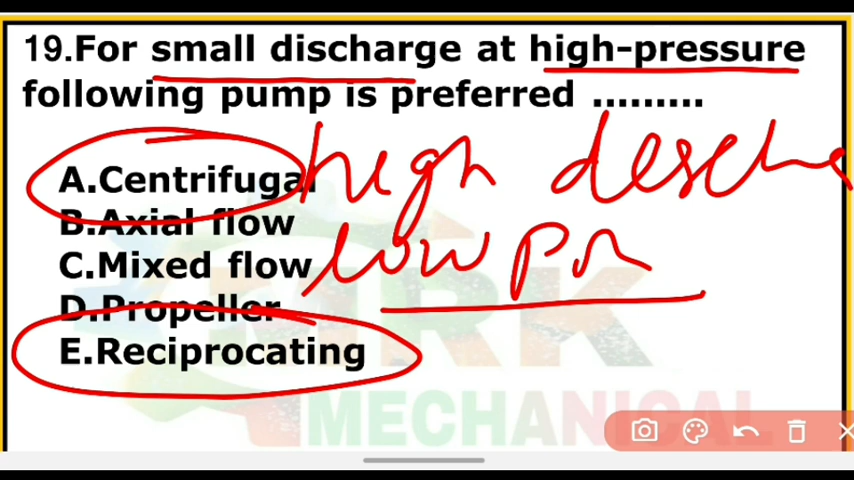 19.For small discharge at high-pressure
following pump is preferred .........
A.Centrifugal
high
B.Axial flow
C.Mixed flow
low
D.Propeller
E.Reciprocating
RK
MECHANICAL